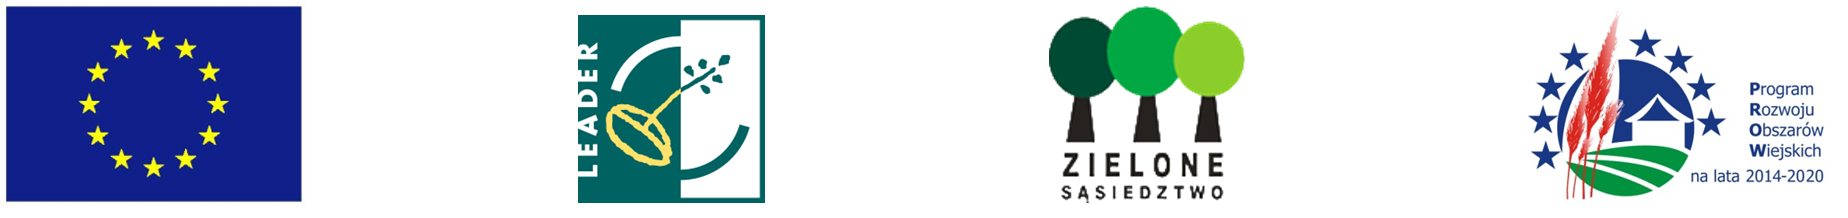 LEADER
ZIELONE
SĄSIEDZTWO
Program
Rozwoju
Obszarów
Wiejskich
na lata 2014-2020